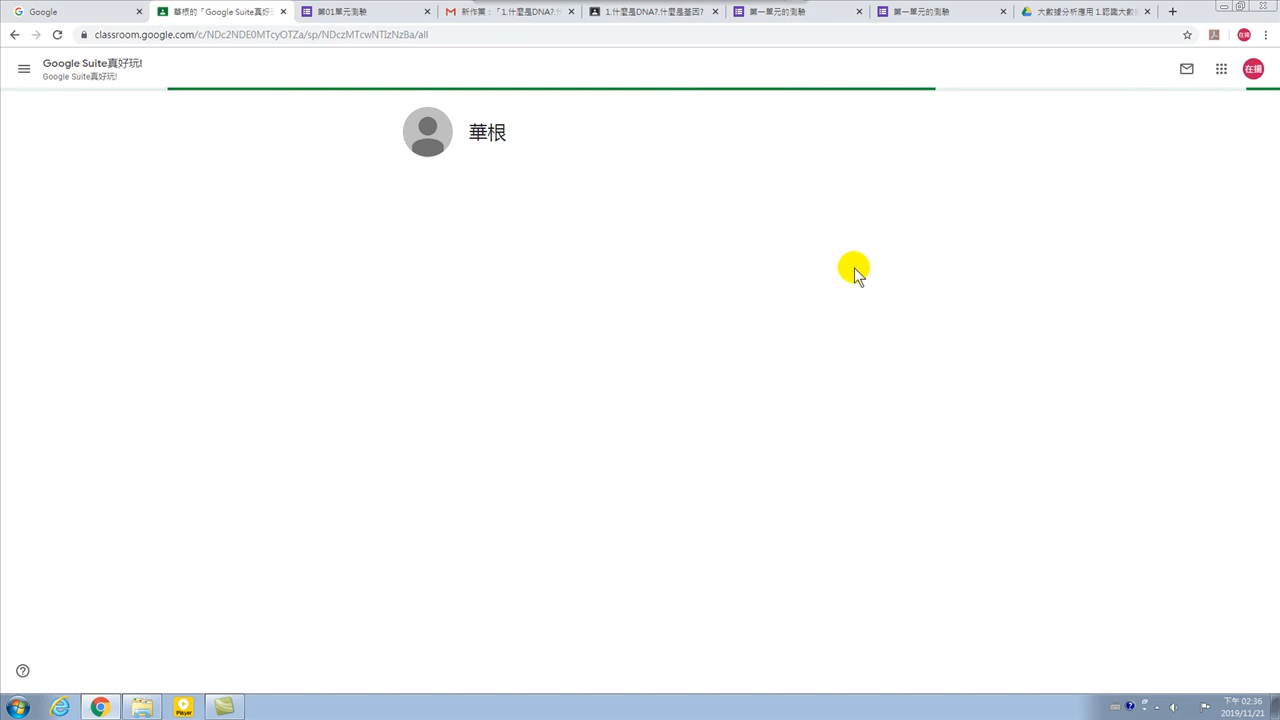 Google
華根的「Google Suite真好玩
第01單元測驗
新作業：「1.什麼是DNA?.什
1.什麼是DNA?.什麼是基因?
第一單元的測驗
第一單元的測驗
大數據分析應用 1.認識大數據
classroom.google.com/c/NDc2NDE0MTcyOTZa/sp/NDczMTcwNTIzNzBa/all
在揚
Google Suite真好玩!
Google Suite真好玩!
在揚
華根
Player
下午 02:36
2019/11/21